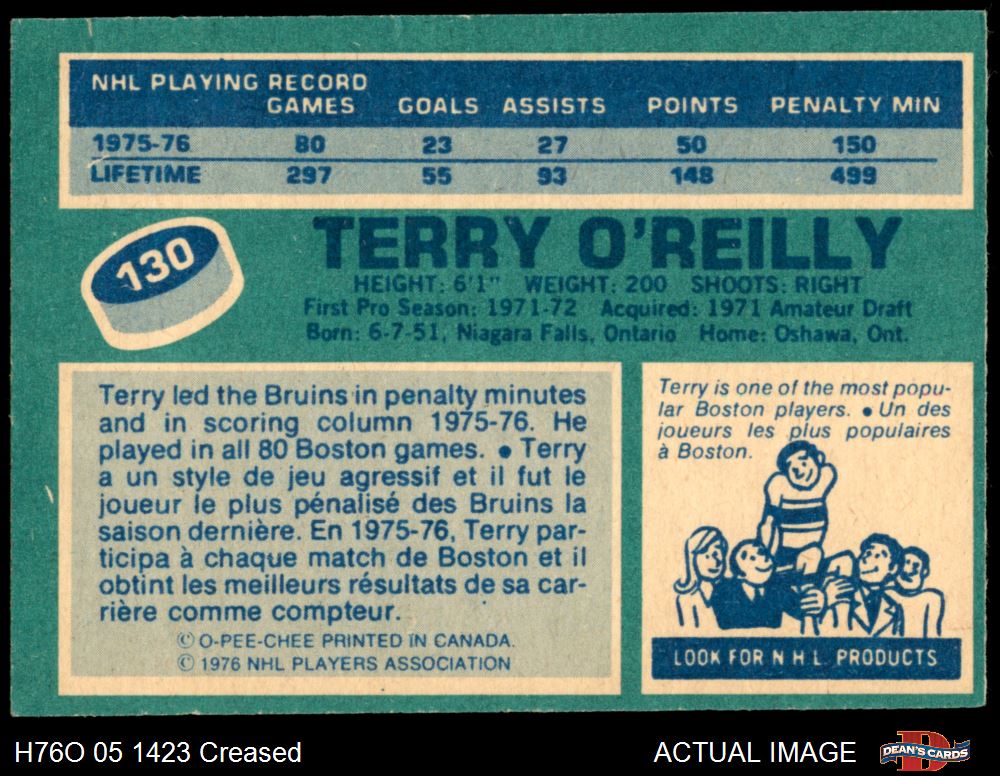 NHL PLAYING RECORD
GAMES GOALS ASSISTS POINTS PENALTY MIN
1975-76 80 23 27 50 150
LIFETIME 297 55 93 148 499
130
TERRY O'REILLY
HEIGHT: 6'1" WEIGHT: 200 SHOOTS: RIGHT
First Pro Season: 1971-72 Acquired: 1971 Amateur Draft
Born: 6-7-51, Niagara Falls, Ontario Home: Oshawa, Ont.
Terry led the Bruins in penalty minutes
and in scoring column 1975-76. He
played in all 80 Boston games. ● Terry
a un style de jeu agressif et il fut le
joueur le plus pénalisé des Bruins la
saison dernière. En 1975-76, Terry par-
ticipa à chaque match de Boston et il
obtint les meilleurs résultats de sa car-
rière comme compteur.
© O-PEE-CHEE PRINTED IN CANADA.
© 1976 NHL PLAYERS ASSOCIATION
Terry is one of the most popu-
lar Boston players. ● Un des
joueurs les plus populaires
à Boston.
LOOK FOR N H L PRODUCTS
H76O 05 1423 Creased
ACTUAL IMAGE
D
DEAN'S CARDS